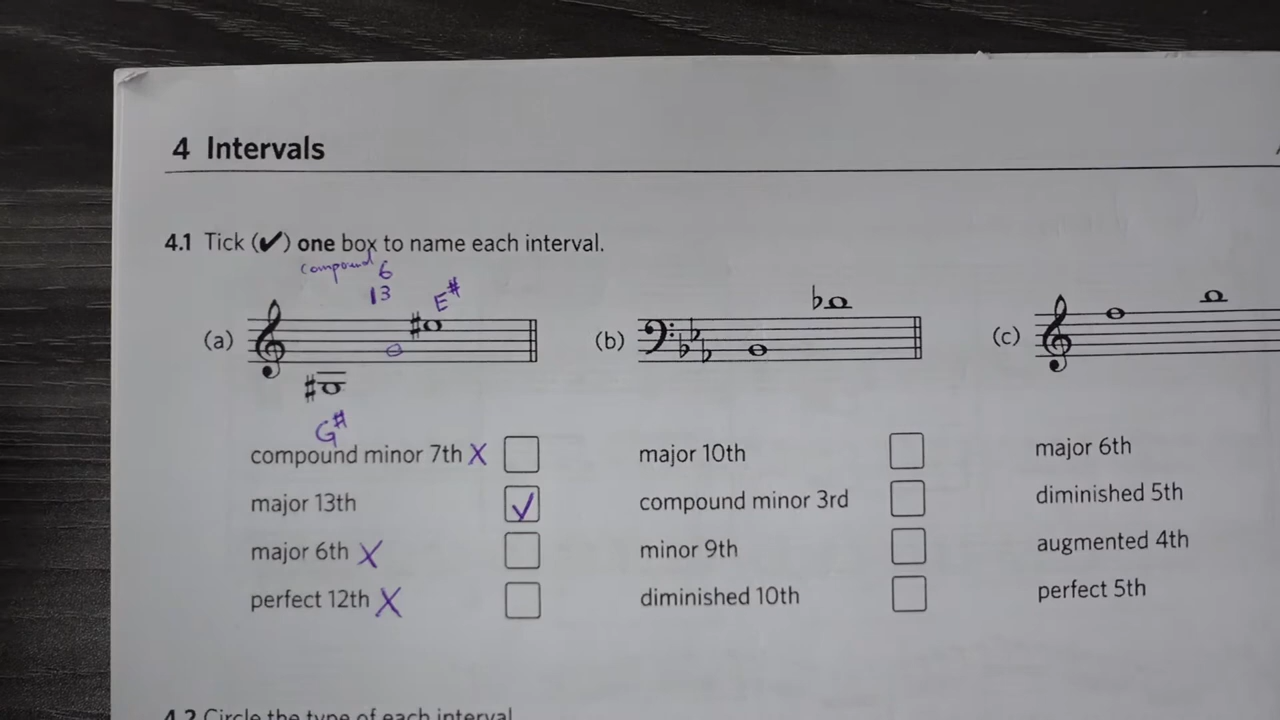 4 Intervals
4.1 Tick (✔) one box to name each interval.
compound 6
13
E#
(a)
(b)
(c)
G#
compound minor 7th X
major 13th ✓
major 6th X
perfect 12th X
major 10th
compound minor 3rd
minor 9th
diminished 10th
major 6th
diminished 5th
augmented 4th
perfect 5th
4.2 Circle the type of each interval